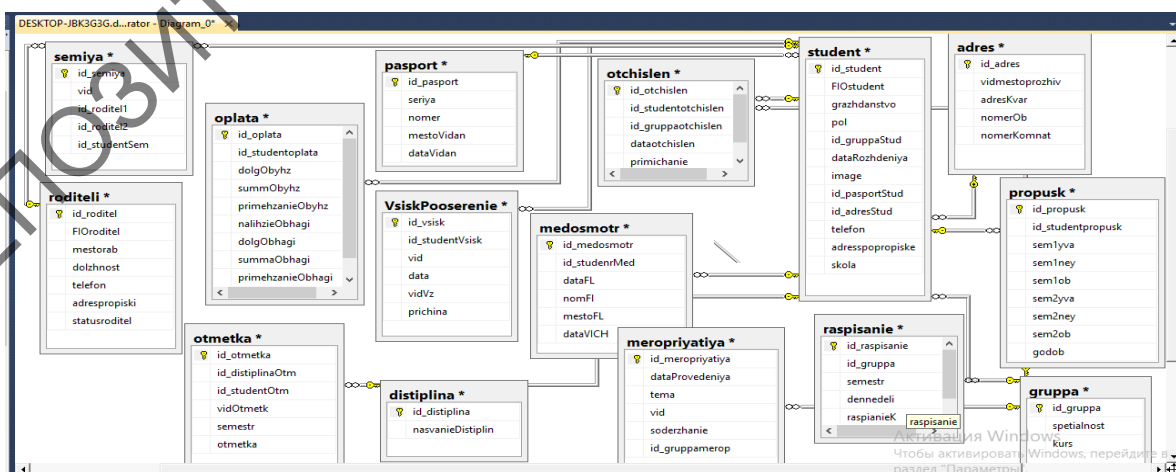 DESKTOP-JBK3G3G.d...rator - Diagram_0*
semiya *
id_semiya
vid
id_roditel1
id_roditel2
id_studentSem
roditeli *
id_roditel
FIOroditel
mestorab
dolzhnost
telefon
adrespropiski
statusroditel
oplata *
id_oplata
id_studentoplata
dolgObyhz
summObyhz
primehzanieObyhz
nalihzieObhagi
dolgObhagi
summaObhagi
primehzanieObhagi
pasport *
id_pasport
seriya
nomer
mestoVidan
dataVidan
VsiskPooserenie *
id_vsisk
id_studentVsisk
vid
data
vidVz
prichina
otmetka *
id_otmetka
id_distiplinaOtm
id_studentOtm
vidOtmetk
semestr
otmetka
distiplina *
id_distiplina
nasvanieDistiplin
otchislen *
id_otchislen
id_studentotchislen
id_gruppaotchislen
dataotchislen
primichanie
medosmotr *
id_medosmotr
id_studenrMed
dataFL
nomFl
mestoFL
dataVICH
meropriyatiya *
id_meropriyatiya
dataProvedeniya
tema
vid
soderzhanie
id_gruppamerop
student *
id_student
FIOstudent
grazhdanstvo
pol
id_gruppaStud
dataRozhdeniya
image
id_pasportStud
id_adresStud
telefon
adresspopropiske
skola
raspisanie *
id_raspisanie
id_gruppa
semestr
dennedeli
raspianieK
raspisanie
adres *
id_adres
vidmestoprozhiv
adresKvar
nomerOb
nomerKomnat
propusk *
id_propusk
id_studentpropusk
sem1yva
sem1ney
sem1ob
sem2yva
sem2ney
sem2ob
godob
gruppa *
id_gruppa
spetialnost
kurs
Активация Windows
Чтобы активировать Windows, перейдите в
раздел "Параметры
ПОЗИТ